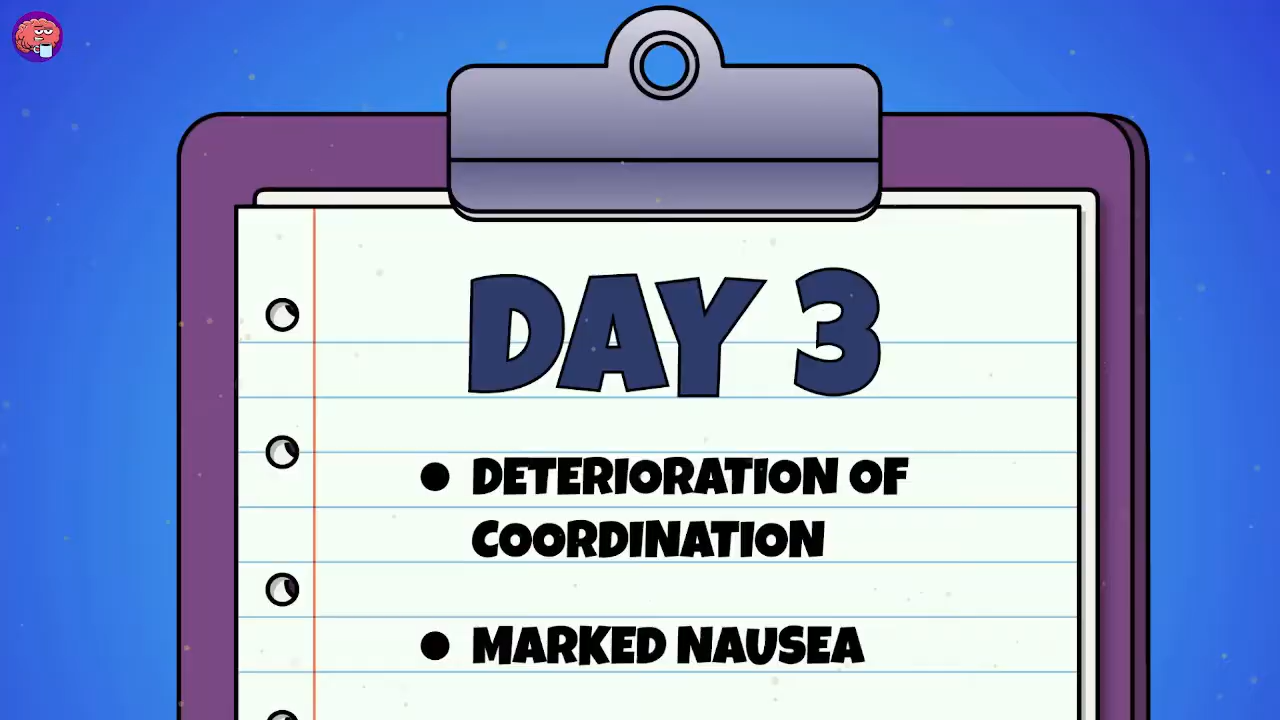 DAY 3
● DETERIORATION OF
COORDINATION
● MARKED NAUSEA